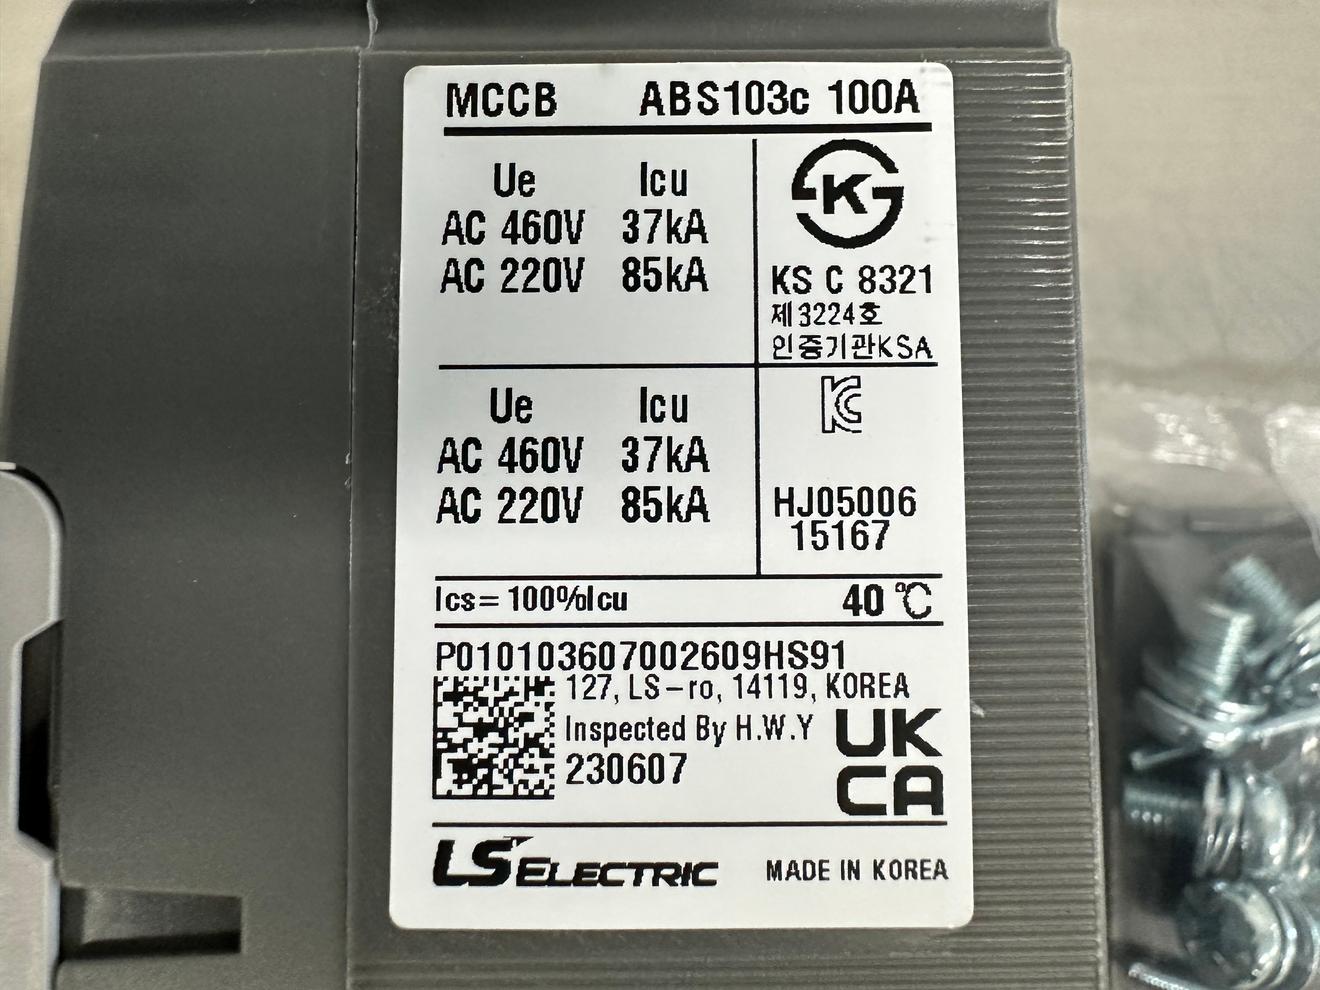 MCCB ABS103c 100A
Ue Icu
AC 460V 37kA
AC 220V 85kA
K
KS C 8321
제3224호
인증기관KSA
Ue Icu
AC 460V 37kA
AC 220V 85kA
KC
HJ05006
15167
Ics= 100%Icu 40 ℃
P010103607002609HS91
127, LS-ro, 14119, KOREA
Inspected By H.W.Y
230607
UK
CA
LS ELECTRIC MADE IN KOREA